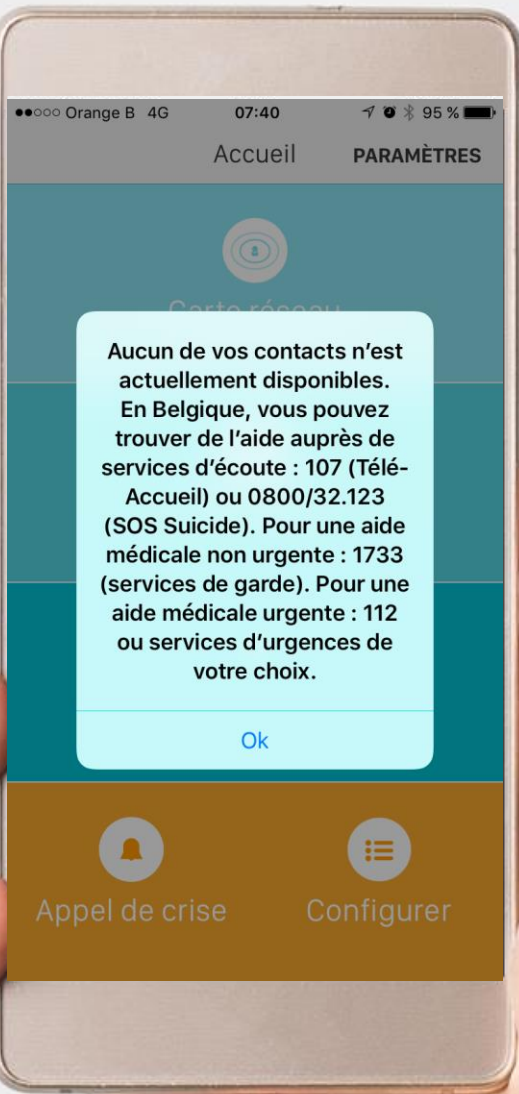 Orange B 4G 07:40 95 %
Accueil PARAMÈTRES
Carte réseau
Aucun de vos contacts n'est
actuellement disponibles.
En Belgique, vous pouvez
trouver de l'aide auprès de
services d'écoute : 107 (Télé-
Accueil) ou 0800/32.123
(SOS Suicide). Pour une aide
médicale non urgente : 1733
(services de garde). Pour une
aide médicale urgente : 112
ou services d'urgences de
votre choix.
Ok
Appel de crise Configurer